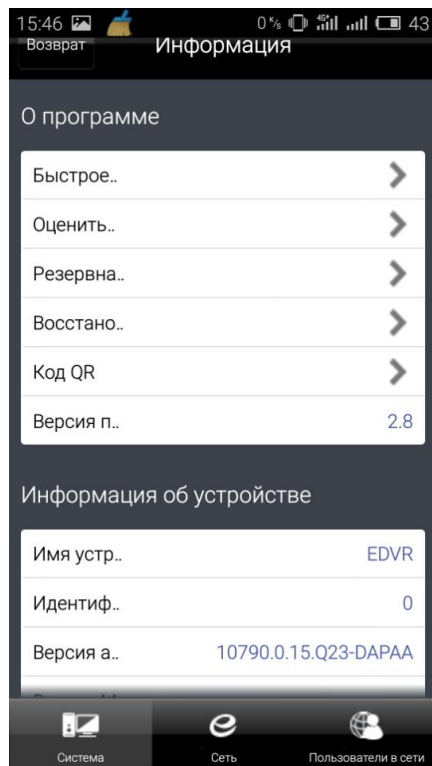 15:46 0 K/s 4G 43
Возврат Информация
О программе
Быстрое..
Оценить..
Резервна..
Восстано..
Код QR
Версия п.. 2.8
Информация об устройстве
Имя устр.. EDVR
Идентиф.. 0
Версия а.. 10790.0.15.Q23-DAPAA
Система Сеть Пользователи в сети